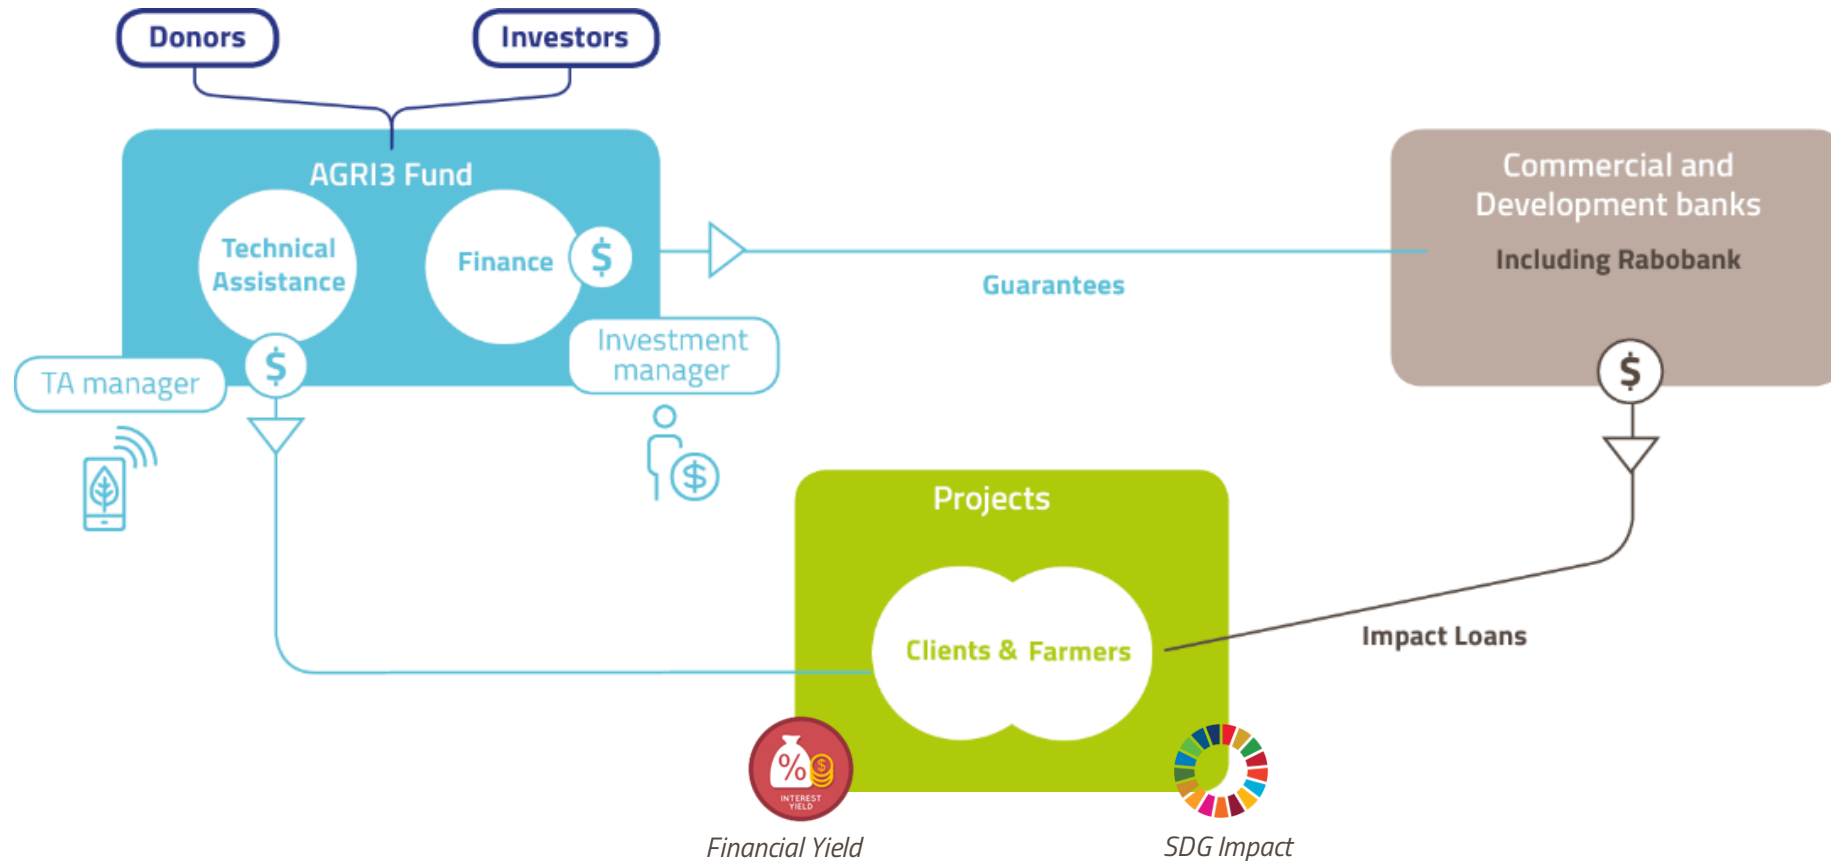 Donors
Investors
AGRI3 Fund
Technical
Assistance
Finance
$
$
TA manager
Investment
manager
$
Guarantees
Commercial and
Development banks
Including Rabobank
$
Projects
Clients & Farmers
Impact Loans
%
$
INTEREST
YIELD
Financial Yield
SDG Impact